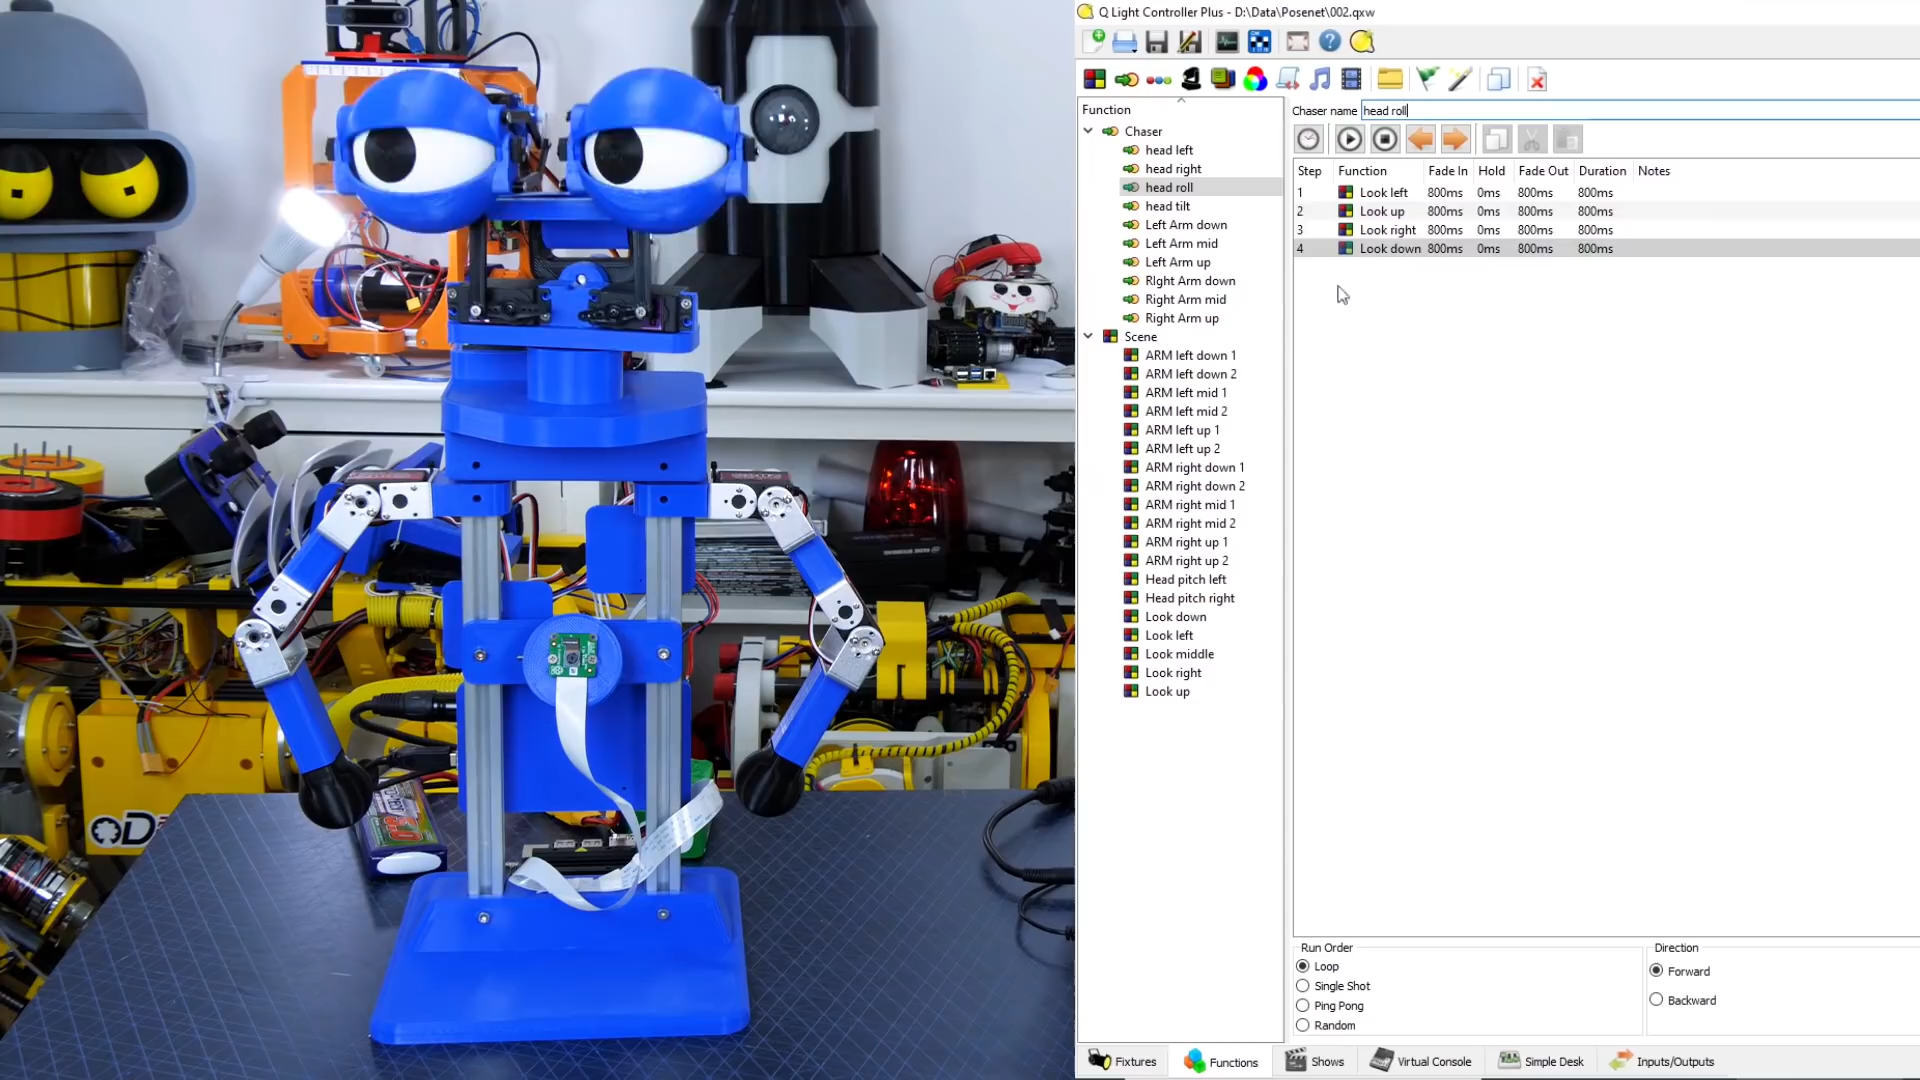 Q Light Controller Plus - D:\Data\Posenet\002.qxw
Function
Chaser
head left
head right
head roll
head tilt
Left Arm down
Left Arm mid
Left Arm up
RIght Arm down
Right Arm mid
Right Arm up
Scene
ARM left down 1
ARM left down 2
ARM left mid 1
ARM left mid 2
ARM left up 1
ARM left up 2
ARM right down 1
ARM right down 2
ARM right mid 1
ARM right mid 2
ARM right up 1
ARM right up 2
Head pitch left
Head pitch right
Look down
Look left
Look middle
Look right
Look up
Chaser name head roll
Step Function Fade In Hold Fade Out Duration Notes
1 Look left 800ms 0ms 800ms 800ms
2 Look up 800ms 0ms 800ms 800ms
3 Look right 800ms 0ms 800ms 800ms
4 Look down 800ms 0ms 800ms 800ms
Run Order
Loop
Single Shot
Ping Pong
Random
Direction
Forward
Backward
Fixtures Functions Shows Virtual Console Simple Desk Inputs/Outputs